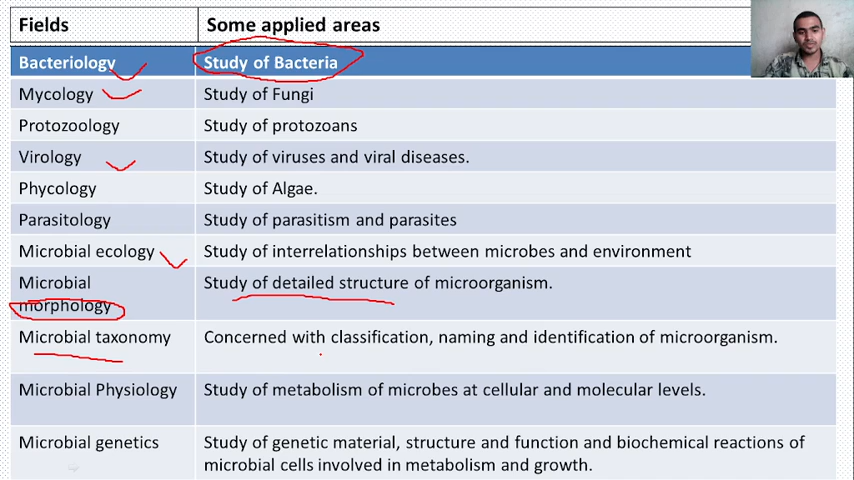 Fields Some applied areas
Bacteriology Study of Bacteria
Mycology Study of Fungi
Protozoology Study of protozoans
Virology Study of viruses and viral diseases.
Phycology Study of Algae.
Parasitology Study of parasitism and parasites
Microbial ecology Study of interrelationships between microbes and environment
Microbial Study of detailed structure of microorganism.
morphology
Microbial taxonomy Concerned with classification, naming and identification of microorganism.
Microbial Physiology Study of metabolism of microbes at cellular and molecular levels.
Microbial genetics Study of genetic material, structure and function and biochemical reactions of
microbial cells involved in metabolism and growth.